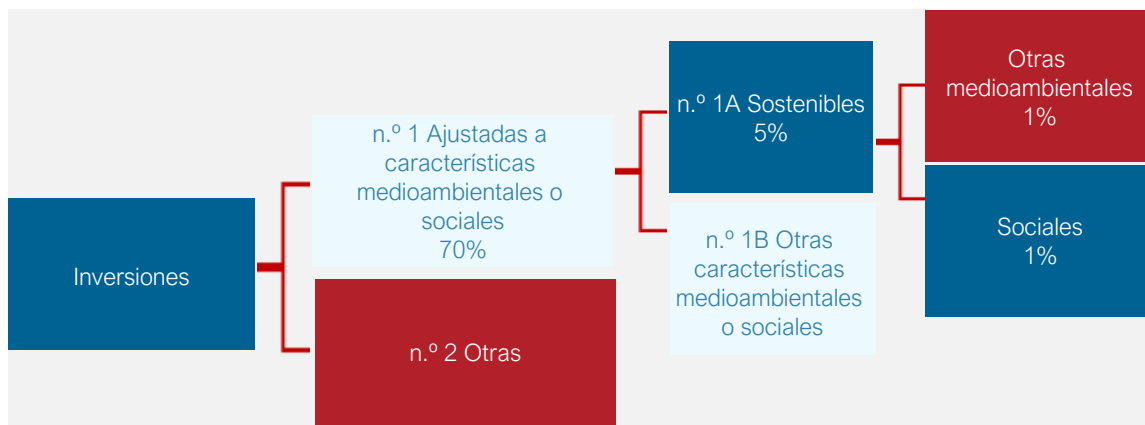 Inversiones
n.º 1 Ajustadas a
características
medioambientales o
sociales
70%
n.º 2 Otras
n.º 1A Sostenibles
5%
n.º 1B Otras
características
medioambientales
o sociales
Otras
medioambientales
1%
Sociales
1%